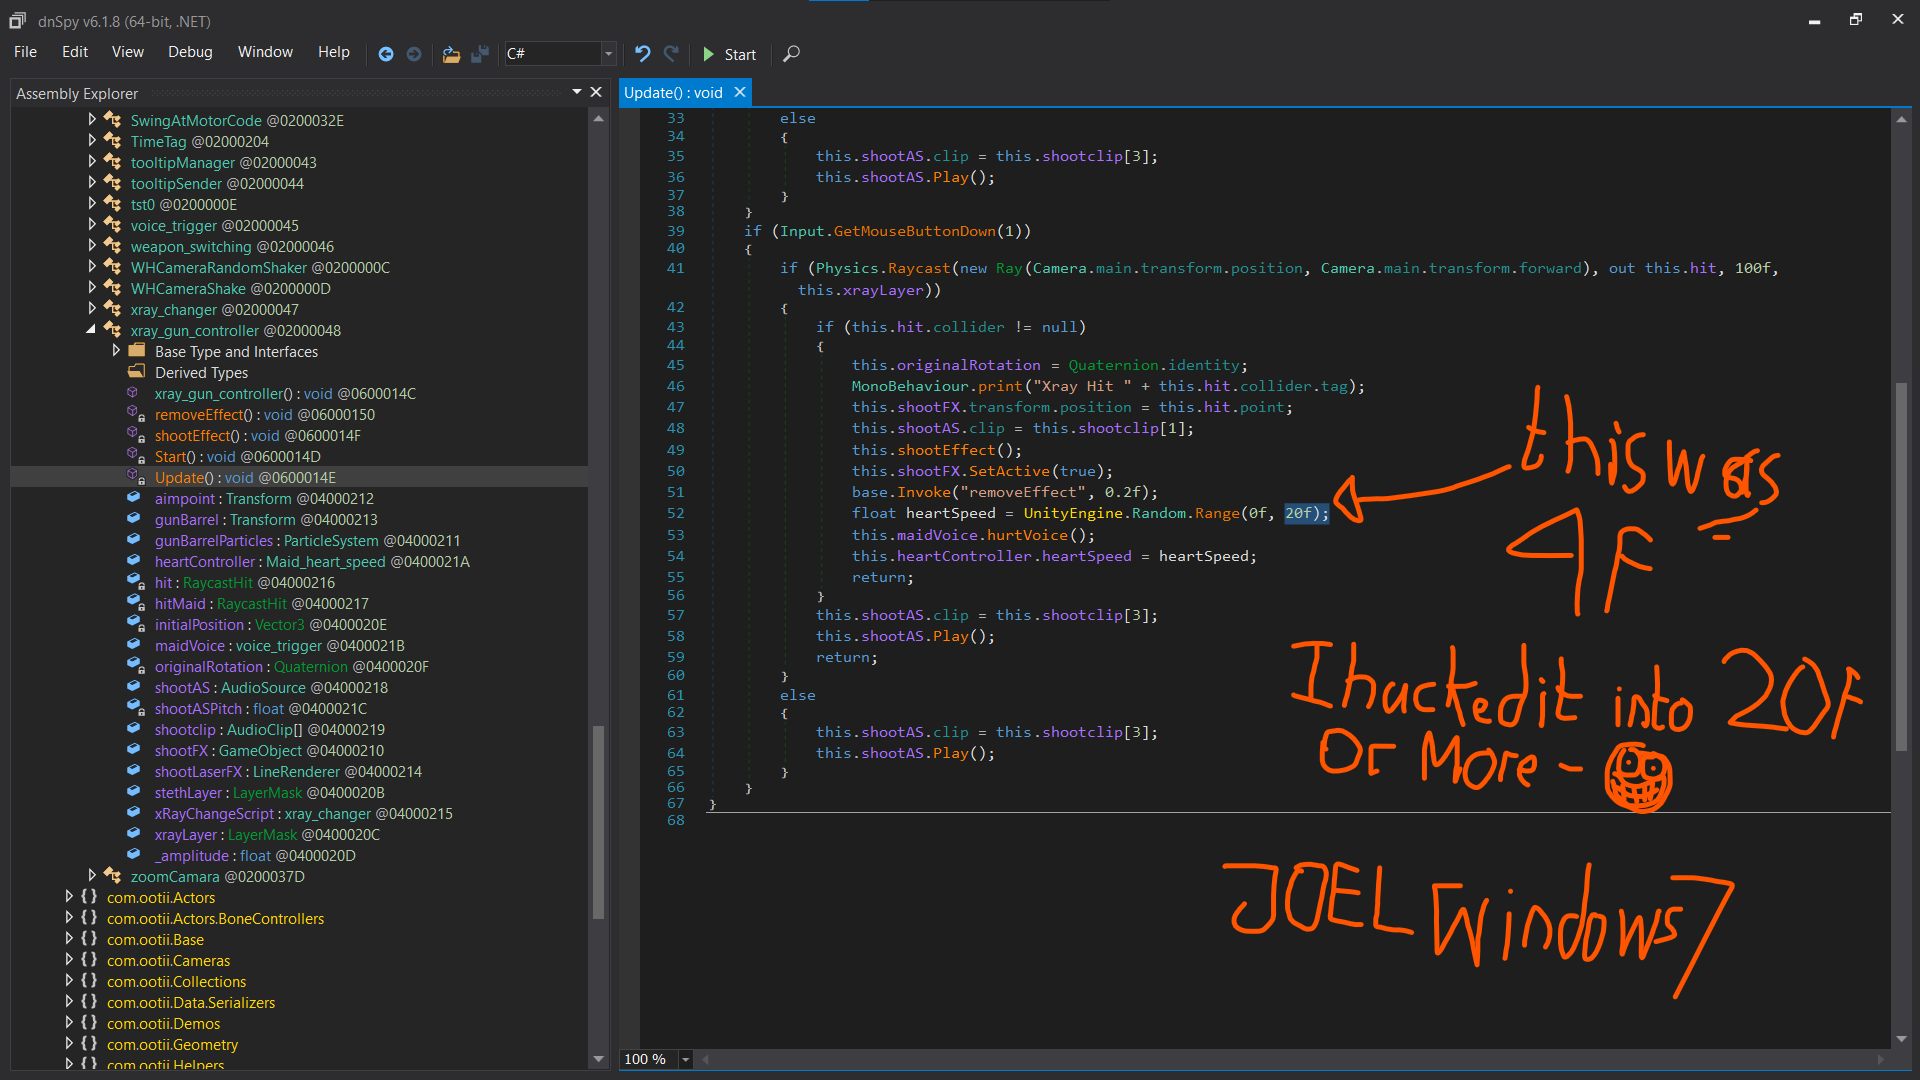 dnSpy v6.1.8 (64-bit, .NET)
File Edit View Debug Window Help C# Start
Assembly Explorer
SwingAtMotorCode @0200032E
TimeTag @02000204
tooltipManager @02000043
tooltipSender @02000044
tst0 @0200000E
voice_trigger @02000045
weapon_switching @02000046
WHCameraRandomShaker @0200000C
WHCameraShake @0200000D
xray_changer @02000047
xray_gun_controller @02000048
Base Type and Interfaces
Derived Types
xray_gun_controller() : void @0600014C
removeEffect() : void @06000150
shootEffect() : void @0600014F
Start() : void @0600014D
Update() : void @0600014E
aimpoint : Transform @04000212
gunBarrel : Transform @04000213
gunBarrelParticles : ParticleSystem @04000211
heartController : Maid_heart_speed @0400021A
hit : RaycastHit @04000216
hitMaid : RaycastHit @04000217
initialPosition : Vector3 @0400020E
maidVoice : voice_trigger @0400021B
originalRotation : Quaternion @0400020F
shootAS : AudioSource @04000218
shootASPitch : float @0400021C
shootclip : AudioClip[] @04000219
shootFX : GameObject @04000210
shootLaserFX : LineRenderer @04000214
stethLayer : LayerMask @0400020B
xRayChangeScript : xray_changer @04000215
xrayLayer : LayerMask @0400020C
_amplitude : float @0400020D
zoomCamara @0200037D
{ } com.ootii.Actors
{ } com.ootii.Actors.BoneControllers
{ } com.ootii.Base
{ } com.ootii.Cameras
{ } com.ootii.Collections
{ } com.ootii.Data.Serializers
{ } com.ootii.Demos
{ } com.ootii.Geometry
{ } com.ootii.Helpers
Update() : void
33 else
34 {
35 this.shootAS.clip = this.shootclip[3];
36 this.shootAS.Play();
37 }
38 }
39 if (Input.GetMouseButtonDown(1))
40 {
41 if (Physics.Raycast(new Ray(Camera.main.transform.position, Camera.main.transform.forward), out this.hit, 100f,
this.xrayLayer))
42 {
43 if (this.hit.collider != null)
44 {
45 this.originalRotation = Quaternion.identity;
46 MonoBehaviour.print("Xray Hit " + this.hit.collider.tag);
47 this.shootFX.transform.position = this.hit.point;
48 this.shootAS.clip = this.shootclip[1];
49 this.shootEffect();
50 this.shootFX.SetActive(true);
51 base.Invoke("removeEffect", 0.2f);
52 float heartSpeed = UnityEngine.Random.Range(0f, 20f);
53 this.maidVoice.hurtVoice();
54 this.heartController.heartSpeed = heartSpeed;
55 return;
56 }
57 this.shootAS.clip = this.shootclip[3];
58 this.shootAS.Play();
59 return;
60 }
61 else
62 {
63 this.shootAS.clip = this.shootclip[3];
64 this.shootAS.Play();
65 }
66 }
67 }
68
100 %
this was
4F
I hacked it into 20F
Or More ~
JOELwindows7